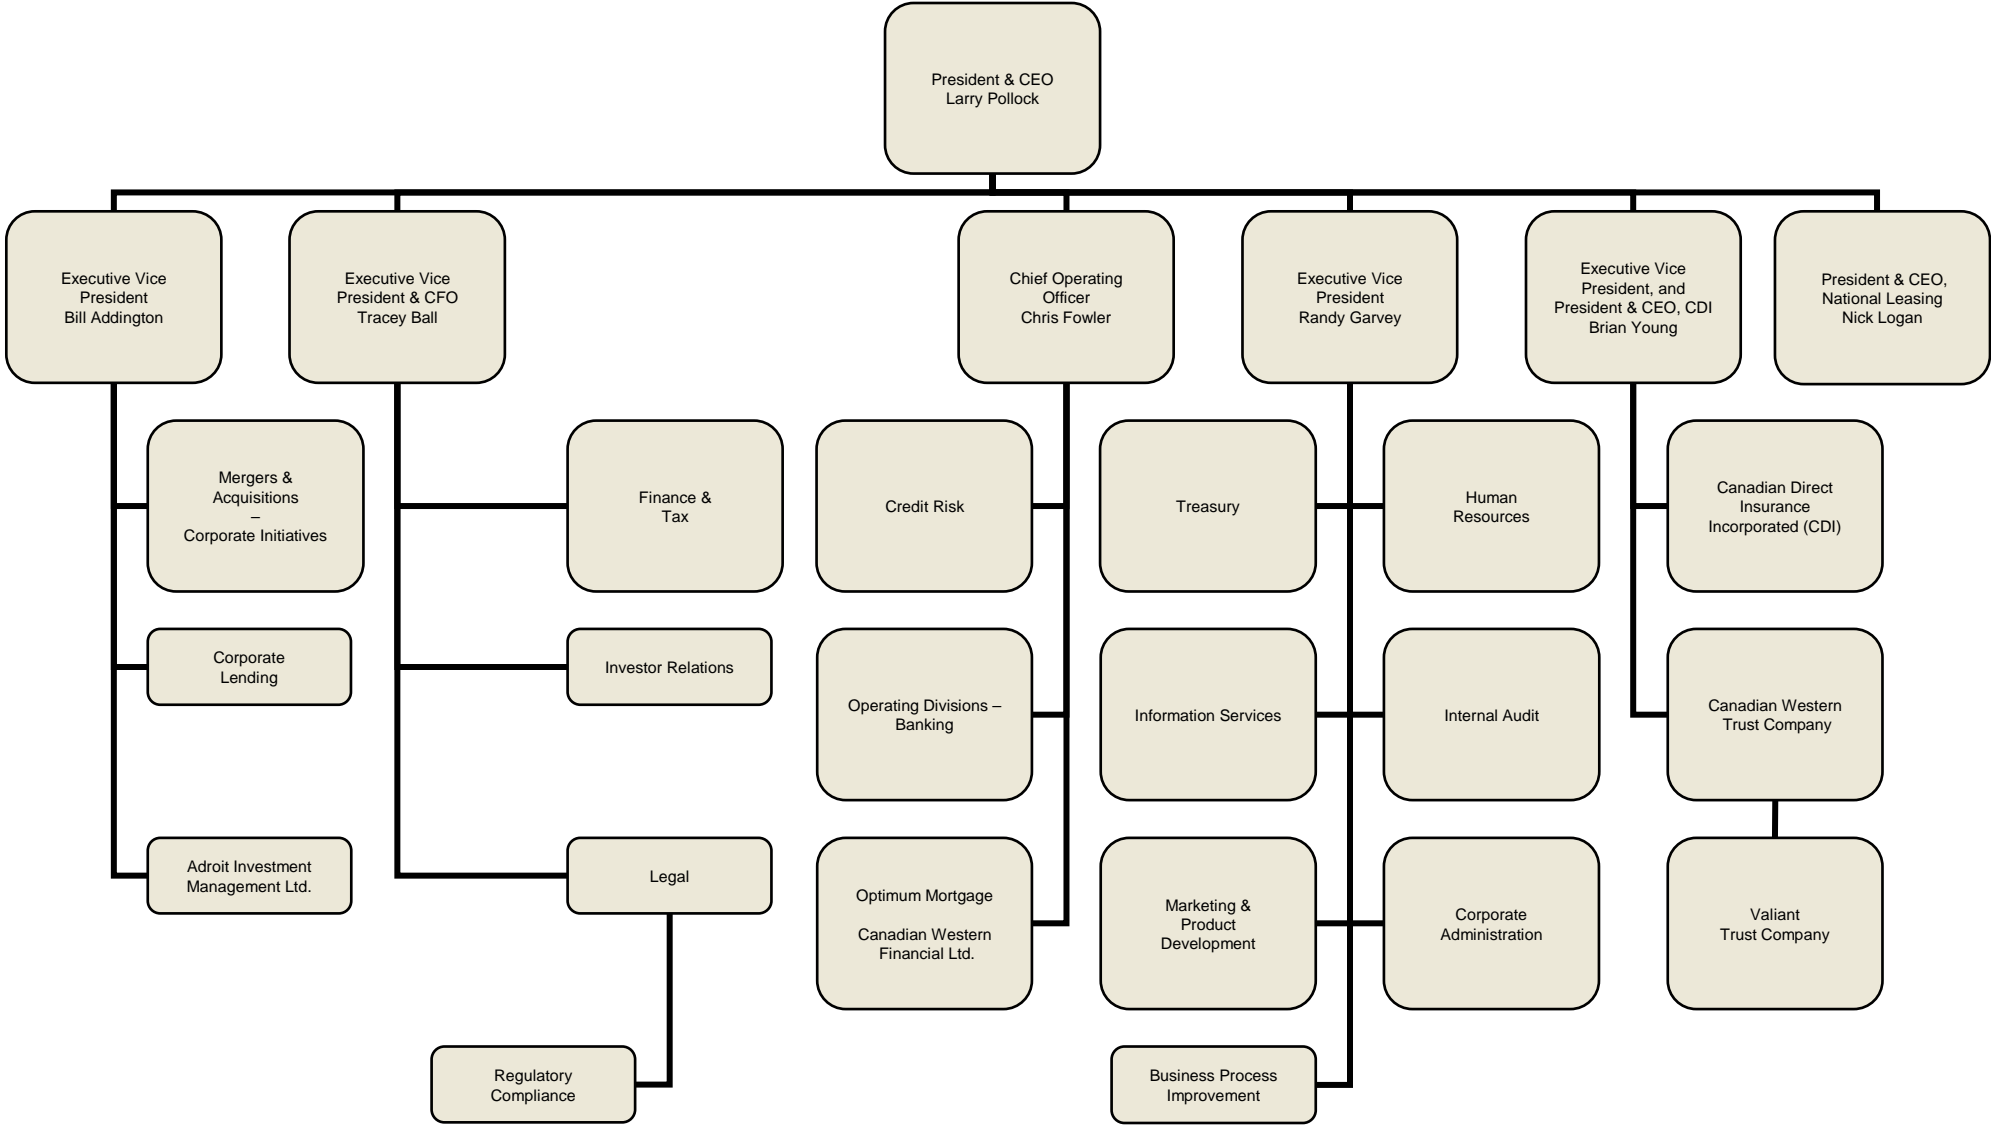 President & CEO
Larry Pollock
Executive Vice
President
Bill Addington
Executive Vice
President & CFO
Tracey Ball
Chief Operating
Officer
Chris Fowler
Executive Vice
President
Randy Garvey
Executive Vice
President, and
President & CEO, CDI
Brian Young
President & CEO,
National Leasing
Nick Logan
Mergers &
Acquisitions
–
Corporate Initiatives
Finance &
Tax
Credit Risk
Treasury
Human
Resources
Canadian Direct
Insurance
Incorporated (CDI)
Corporate
Lending
Investor Relations
Operating Divisions –
Banking
Information Services
Internal Audit
Canadian Western
Trust Company
Adroit Investment
Management Ltd.
Legal
Optimum Mortgage
Canadian Western
Financial Ltd.
Marketing &
Product
Development
Corporate
Administration
Valiant
Trust Company
Regulatory
Compliance
Business Process
Improvement